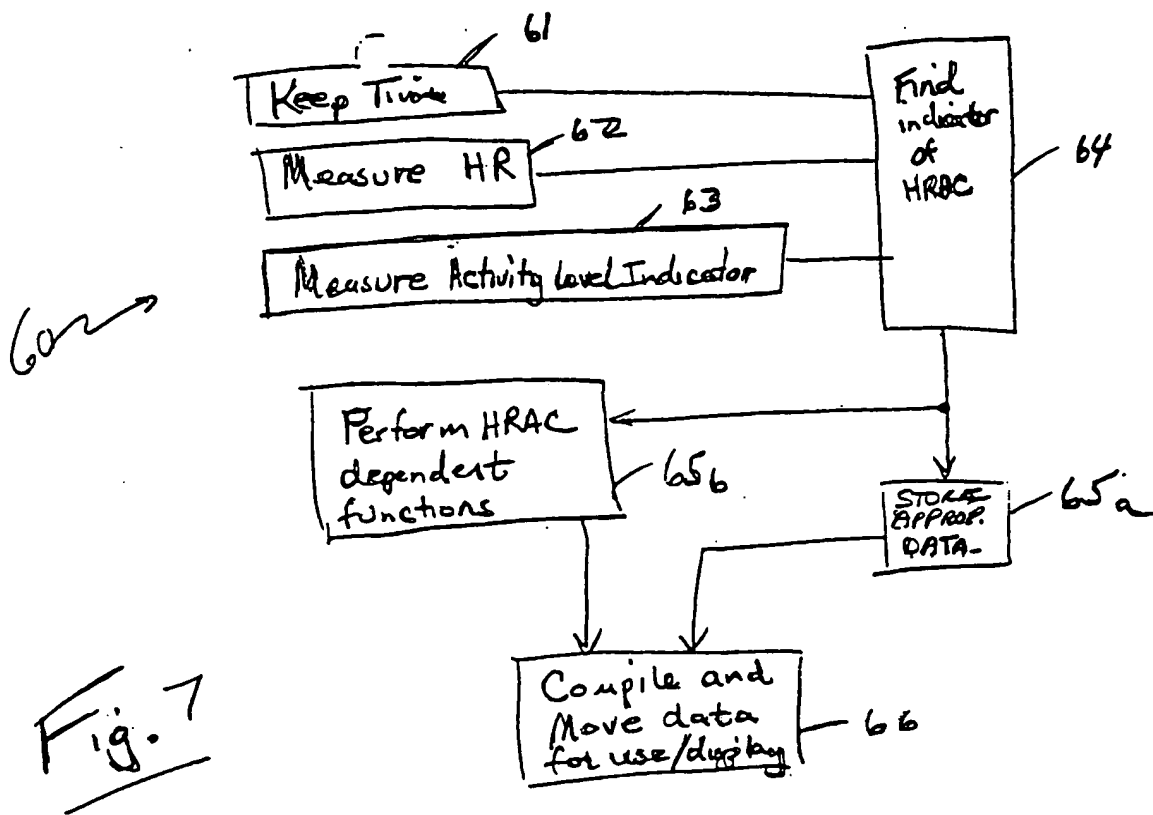 61
Keep Time
62
Measure HR
63
Measure Activity Level Indicator
Find
indicator
of
HRAC
64
60
Perform HRAC
dependent
functions
65b
STORE
APPROP.
DATA
65a
Compile and
Move data
for use/display
66
Fig. 7